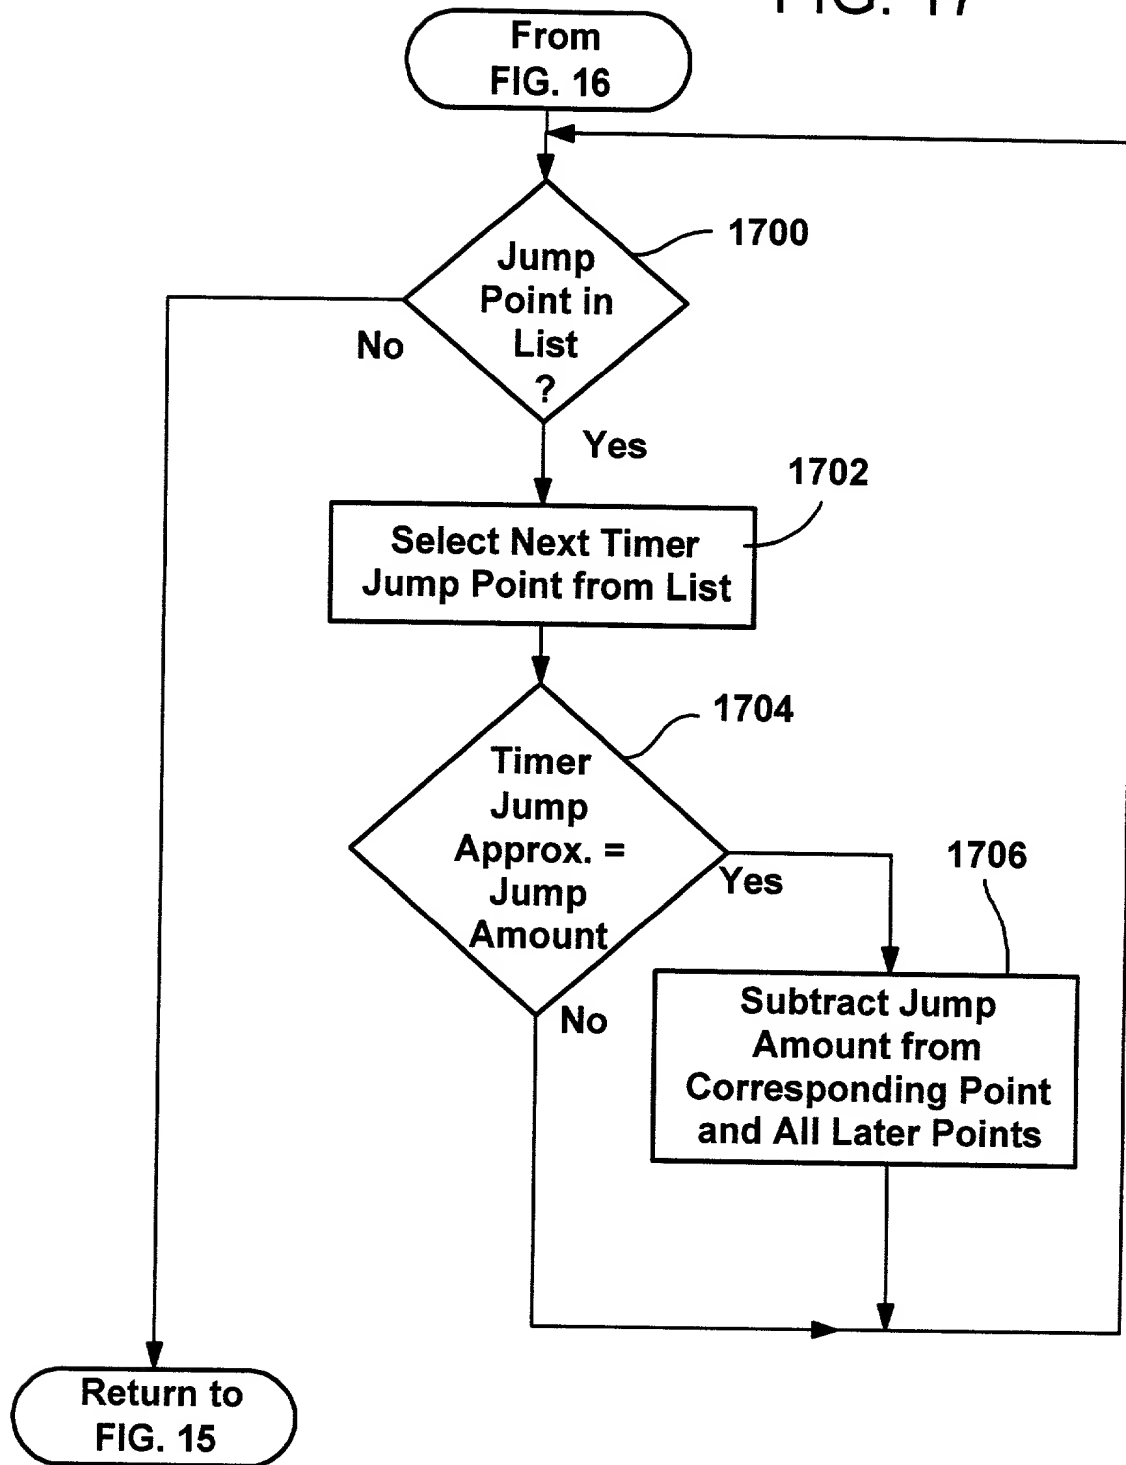 FIG. 17
From
FIG. 16
1700
Jump
Point in
List
?
No
Yes
1702
Select Next Timer
Jump Point from List
1704
Timer
Jump
Approx. =
Jump
Amount
Yes
1706
No
Subtract Jump
Amount from
Corresponding Point
and All Later Points
Return to
FIG. 15